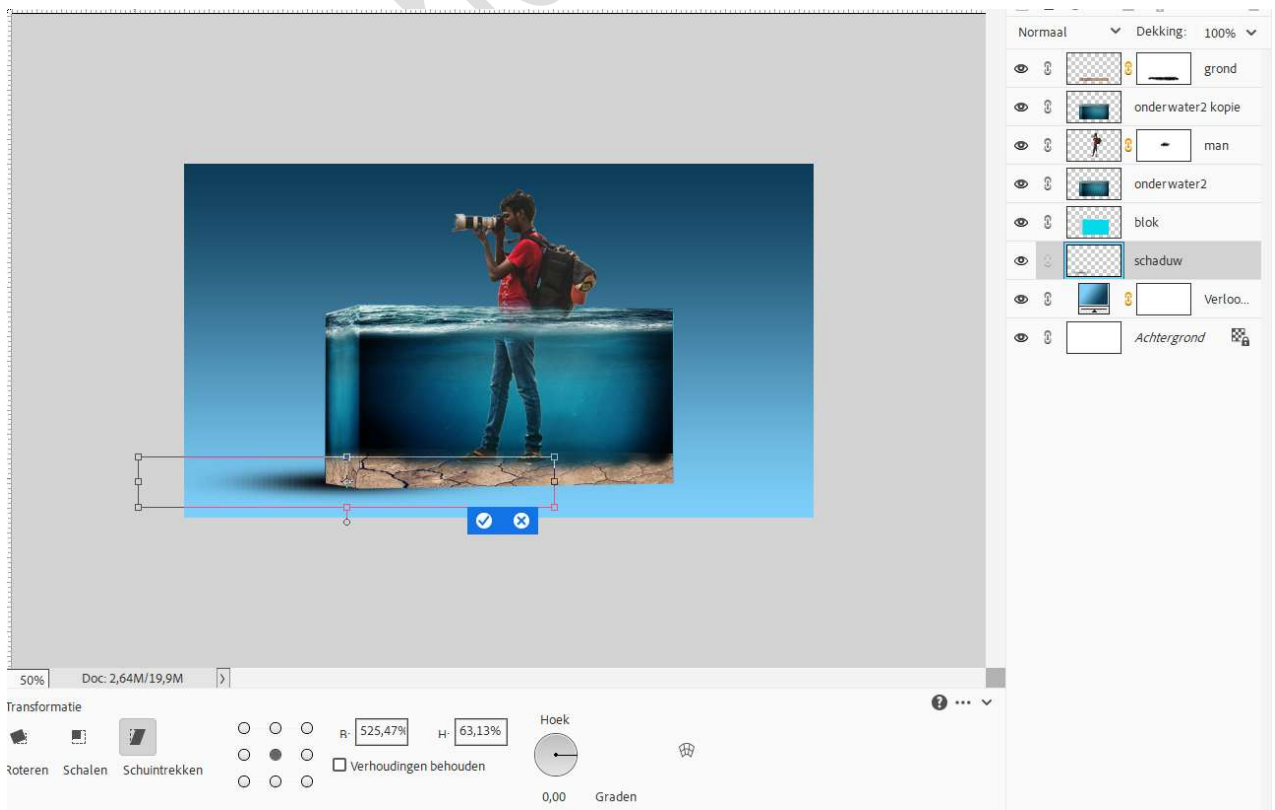 Normaal Dekking: 100%
grond
onderwater2 kopie
man
onderwater2
blok
schaduw
Verloo...
Achtergrond
50% Doc: 2,64M/19,9M
Transformatie
Roteren Schalen Schuintrekken
B: 525,47% H: 63,13%
Verhoudingen behouden
Hoek
0,00 Graden